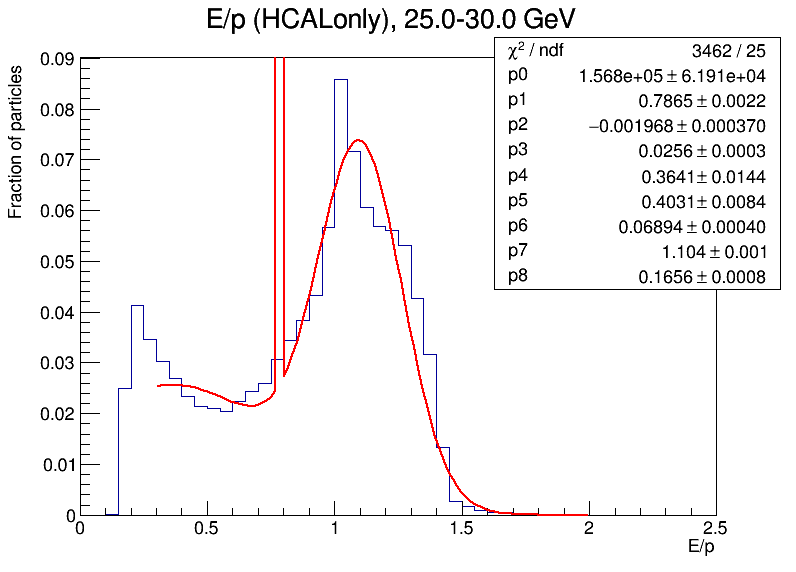 E/p (HCALonly), 25.0-30.0 GeV
χ² / ndf 3462 / 25
p0 1.568e+05 ± 6.191e+04
p1 0.7865 ± 0.0022
p2 −0.001968 ± 0.000370
p3 0.0256 ± 0.0003
p4 0.3641 ± 0.0144
p5 0.4031 ± 0.0084
p6 0.06894 ± 0.00040
p7 1.104 ± 0.001
p8 0.1656 ± 0.0008
Fraction of particles
0.09
0.08
0.07
0.06
0.05
0.04
0.03
0.02
0.01
0
0 0.5 1 1.5 2 2.5
E/p